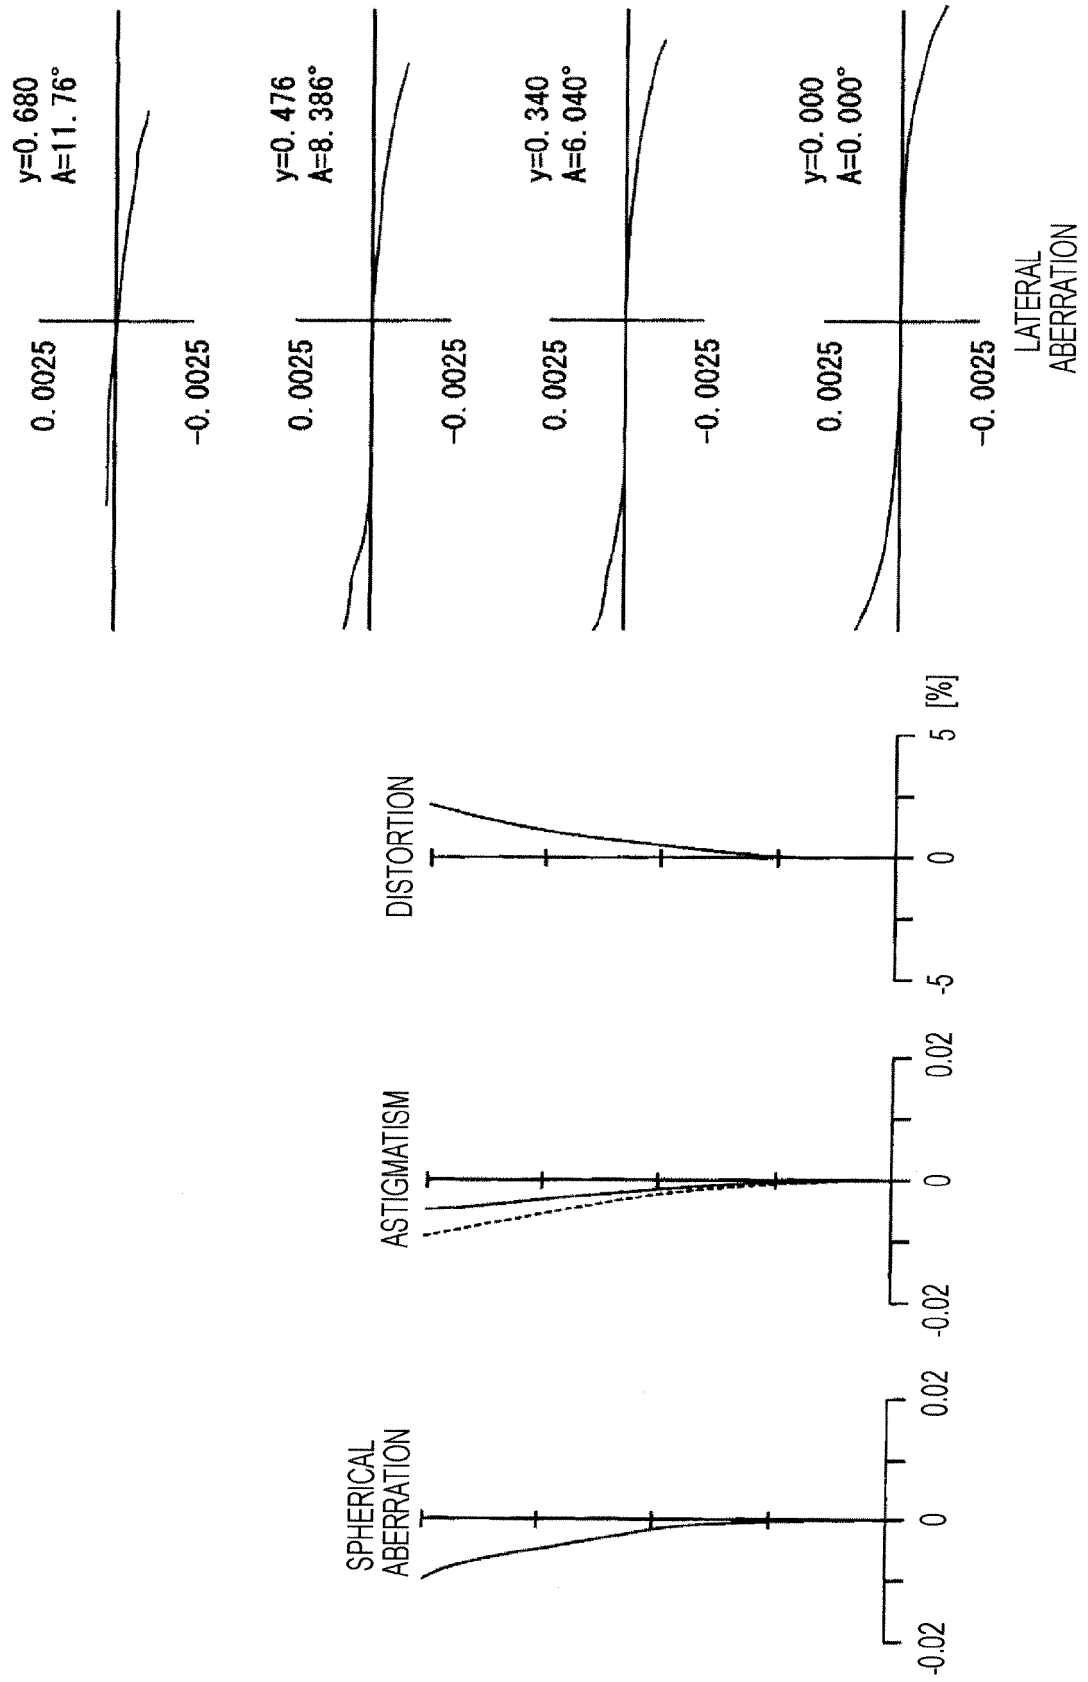 SPHERICAL
ABERRATION
-0.02
0
0.02
ASTIGMATISM
-0.02
0
0.02
DISTORTION
-5
0
5 [%]
y=0.680
A=11.76°
0.0025
-0.0025
y=0.476
A=8.386°
0.0025
-0.0025
y=0.340
A=6.040°
0.0025
-0.0025
y=0.000
A=0.000°
0.0025
-0.0025
LATERAL
ABERRATION